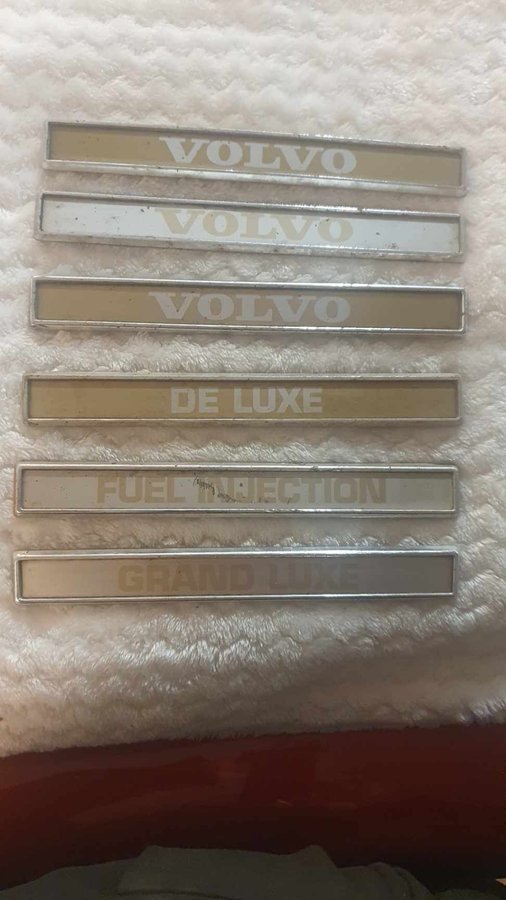 VOLVO
VOLVO
VOLVO
DE LUXE
FUEL INJECTION
GRAND LUXE